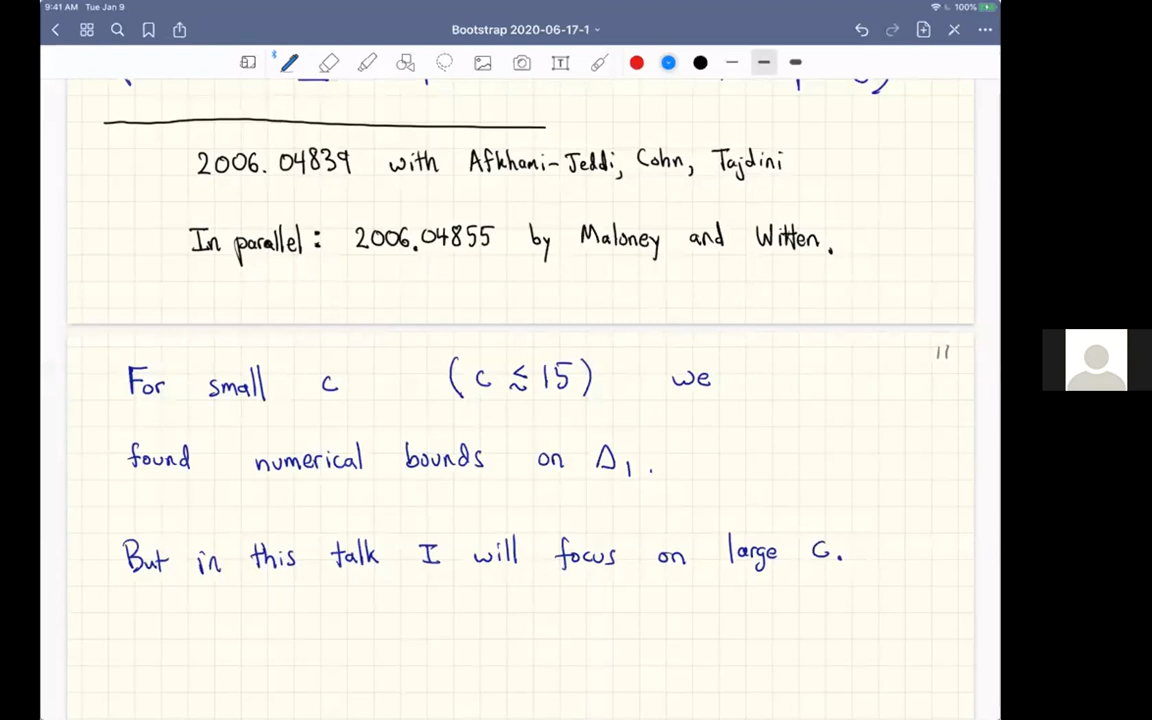 9:41 AM Tue Jan 9
100%
Bootstrap 2020-06-17-1
2006.04839 with Afkhami-Jeddi, Cohn, Tajdini
In parallel: 2006.04855 by Maloney and Witten.
11
For small c (c ≲ 15) we
found numerical bounds on Δ₁.
But in this talk I will focus on large c.